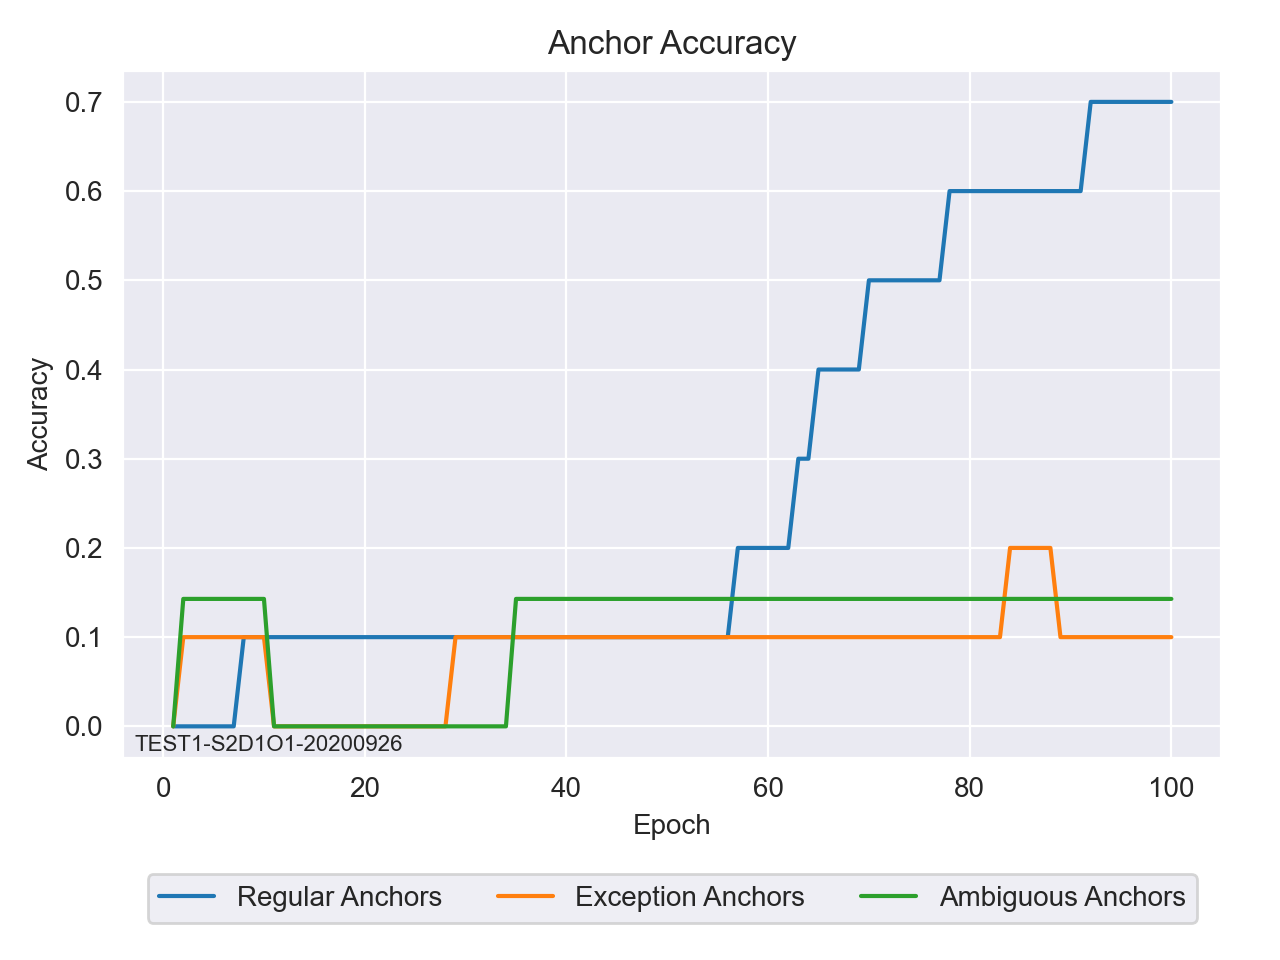 Anchor Accuracy
Accuracy
0.7
0.6
0.5
0.4
0.3
0.2
0.1
0.0
TEST1-S2D1O1-20200926
0 20 40 60 80 100
Epoch
Regular Anchors Exception Anchors Ambiguous Anchors